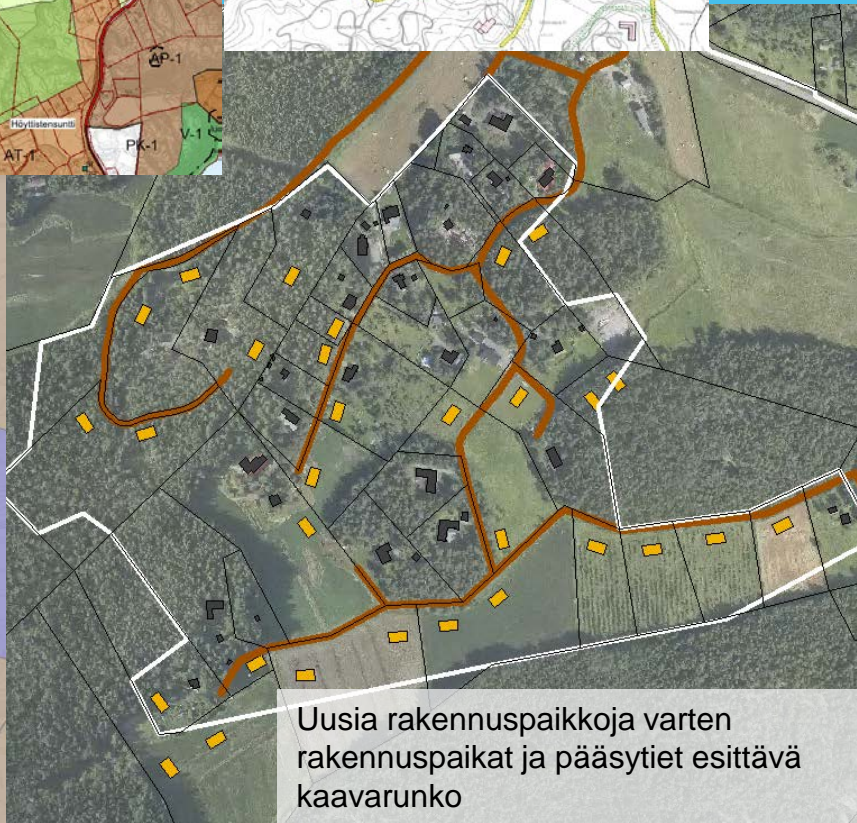 AP-1
Höyttistensuntti
PK-1
V-1
AT-1
Uusia rakennuspaikkoja varten
rakennuspaikat ja pääsytiet esittävä
kaavarunko